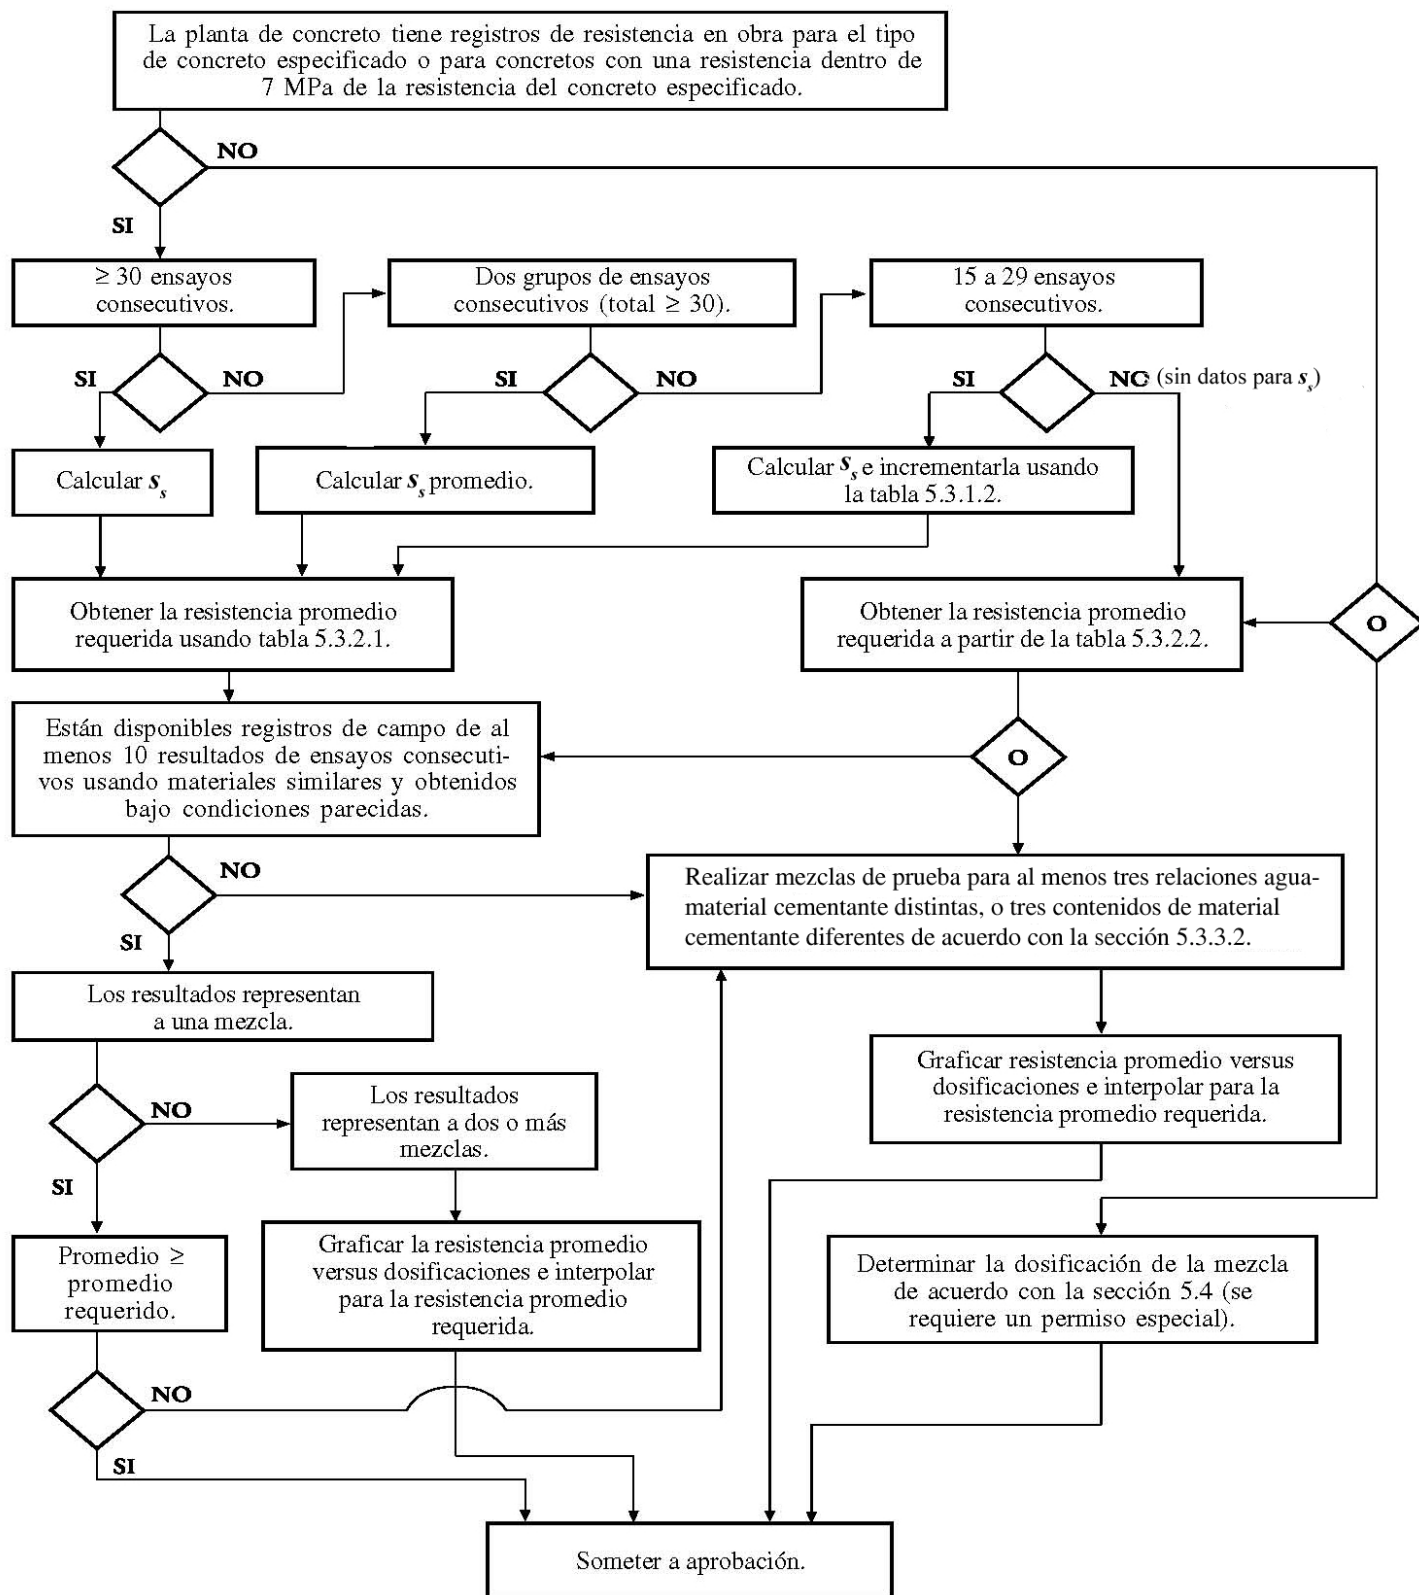 La planta de concreto tiene registros de resistencia en obra para el tipo
de concreto especificado o para concretos con una resistencia dentro de
7 MPa de la resistencia del concreto especificado.
NO
SI
≥ 30 ensayos
consecutivos.
Dos grupos de ensayos
consecutivos (total ≥ 30).
15 a 29 ensayos
consecutivos.
SI
NO
SI
NO
SI
NO (sin datos para s_s)
Calcular s_s
Calcular s_s promedio.
Calcular s_s e incrementarla usando
la tabla 5.3.1.2.
Obtener la resistencia promedio
requerida usando tabla 5.3.2.1.
Obtener la resistencia promedio
requerida a partir de la tabla 5.3.2.2.
O
Están disponibles registros de campo de al
menos 10 resultados de ensayos consecuti-
vos usando materiales similares y obtenidos
bajo condiciones parecidas.
O
NO
SI
Realizar mezclas de prueba para al menos tres relaciones agua-
material cementante distintas, o tres contenidos de material
cementante diferentes de acuerdo con la sección 5.3.3.2.
Los resultados representan
a una mezcla.
NO
SI
Los resultados
representan a dos o más
mezclas.
Graficar resistencia promedio versus
dosificaciones e interpolar para la
resistencia promedio requerida.
Promedio ≥
promedio
requerido.
Graficar la resistencia promedio
versus dosificaciones e interpolar
para la resistencia promedio
requerida.
Determinar la dosificación de la mezcla
de acuerdo con la sección 5.4 (se
requiere un permiso especial).
NO
SI
Someter a aprobación.